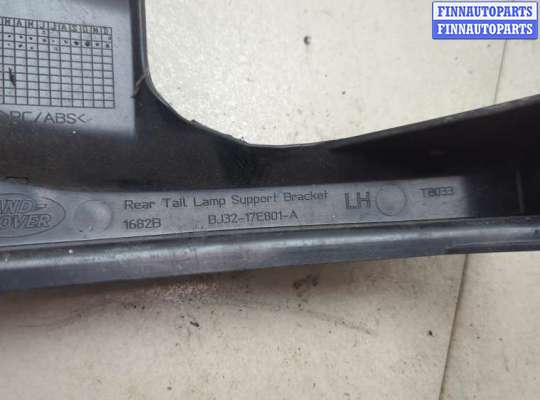 FINNAUTOPARTS
FINNAUTOPARTS
PC/ABS<
LAND-
ROVER
Rear Tail Lamp Support Bracket
1682B BJ32-17E801-A
LH
T8033